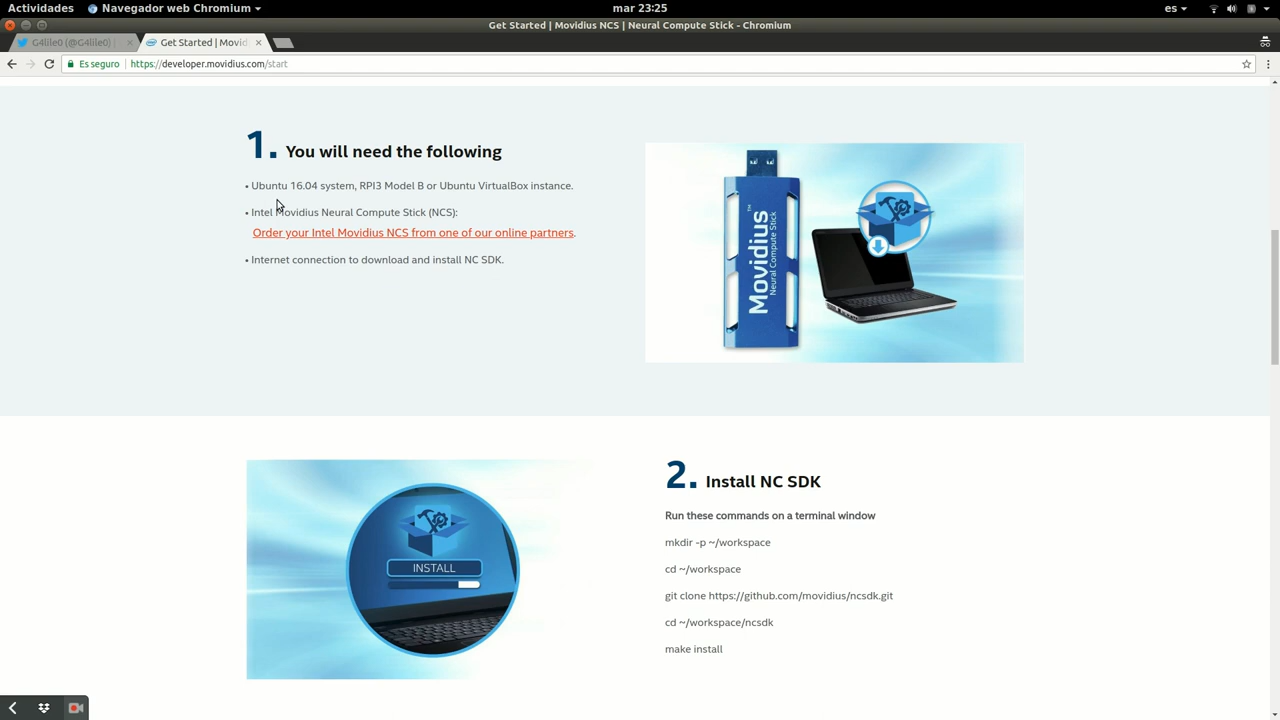 Actividades
Navegador web Chromium
mar 23:25
es
Get Started | Movidius NCS | Neural Compute Stick - Chromium
G4lile0 (@G4lile0) |
Get Started | Movid
Es seguro
https://developer.movidius.com/start
1. You will need the following
• Ubuntu 16.04 system, RPI3 Model B or Ubuntu VirtualBox instance.
• Intel Movidius Neural Compute Stick (NCS):
Order your Intel Movidius NCS from one of our online partners.
• Internet connection to download and install NC SDK.
Movidius™
Neural Compute Stick
INSTALL
2. Install NC SDK
Run these commands on a terminal window
mkdir -p ~/workspace
cd ~/workspace
git clone https://github.com/movidius/ncsdk.git
cd ~/workspace/ncsdk
make install